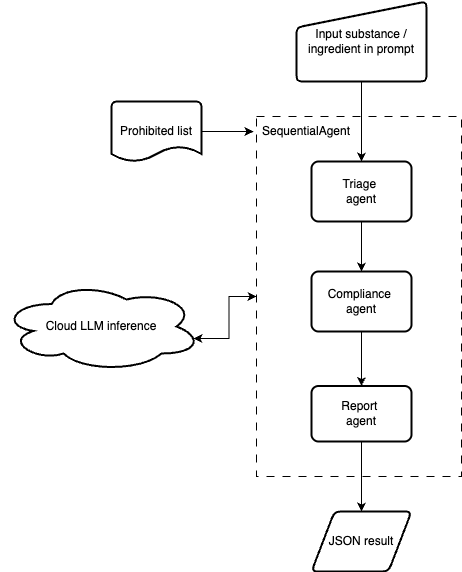 Input substance /
ingredient in prompt
Prohibited list
SequentialAgent
Triage
agent
Compliance
agent
Cloud LLM inference
Report
agent
JSON result